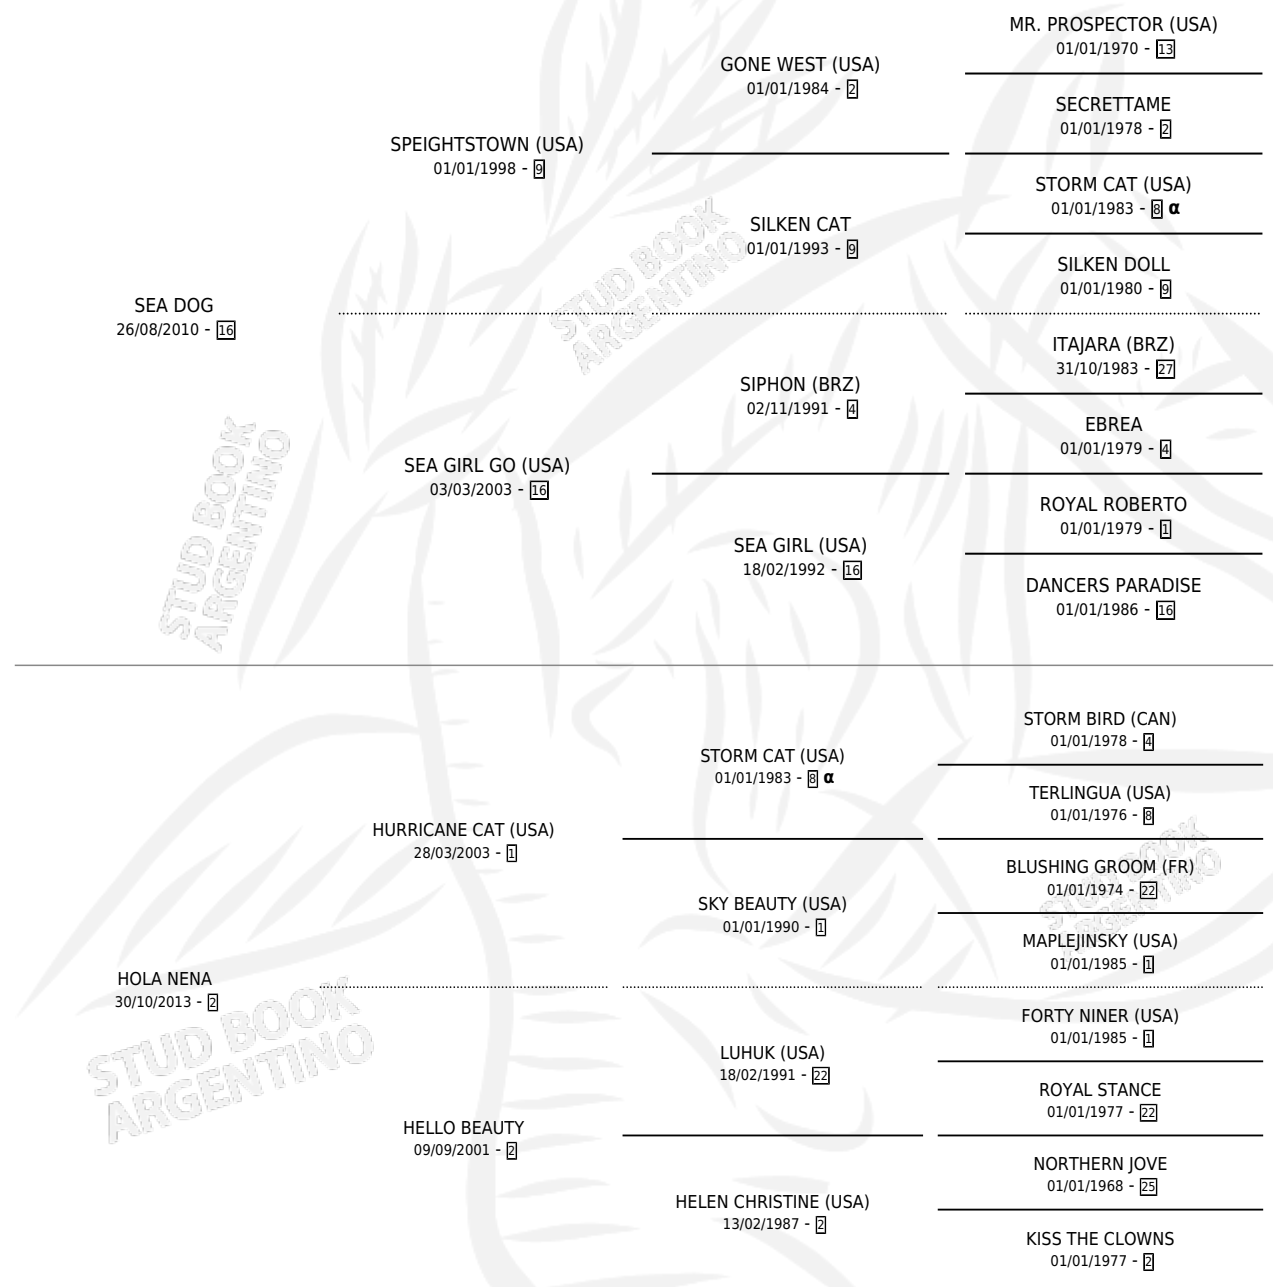 MR. PROSPECTOR (USA)
01/01/1970 - 13
GONE WEST (USA)
01/01/1984 - 2
SECRETTAME
01/01/1978 - 2
SPEIGHTSTOWN (USA)
01/01/1998 - 9
STORM CAT (USA)
01/01/1983 - 8 α
SILKEN CAT
01/01/1993 - 9
SILKEN DOLL
01/01/1980 - 9
SEA DOG
26/08/2010 - 16
ITAJARA (BRZ)
31/10/1983 - 27
SIPHON (BRZ)
02/11/1991 - 4
EBREA
01/01/1979 - 4
SEA GIRL GO (USA)
03/03/2003 - 16
ROYAL ROBERTO
01/01/1979 - 1
SEA GIRL (USA)
18/02/1992 - 16
DANCERS PARADISE
01/01/1986 - 16
STORM BIRD (CAN)
01/01/1978 - 4
STORM CAT (USA)
01/01/1983 - 8 α
TERLINGUA (USA)
01/01/1976 - 8
HURRICANE CAT (USA)
28/03/2003 - 1
BLUSHING GROOM (FR)
01/01/1974 - 22
SKY BEAUTY (USA)
01/01/1990 - 1
MAPLEJINSKY (USA)
01/01/1985 - 1
HOLA NENA
30/10/2013 - 2
FORTY NINER (USA)
01/01/1985 - 1
LUHUK (USA)
18/02/1991 - 22
ROYAL STANCE
01/01/1977 - 22
HELLO BEAUTY
09/09/2001 - 2
NORTHERN JOVE
01/01/1968 - 25
HELEN CHRISTINE (USA)
13/02/1987 - 2
KISS THE CLOWNS
01/01/1977 - 2
STUD BOOK
ARGENTINO
STUD BOOK
ARGENTINO
STUD BOOK
ARGENTINO
STUD BOOK
ARGENTINO